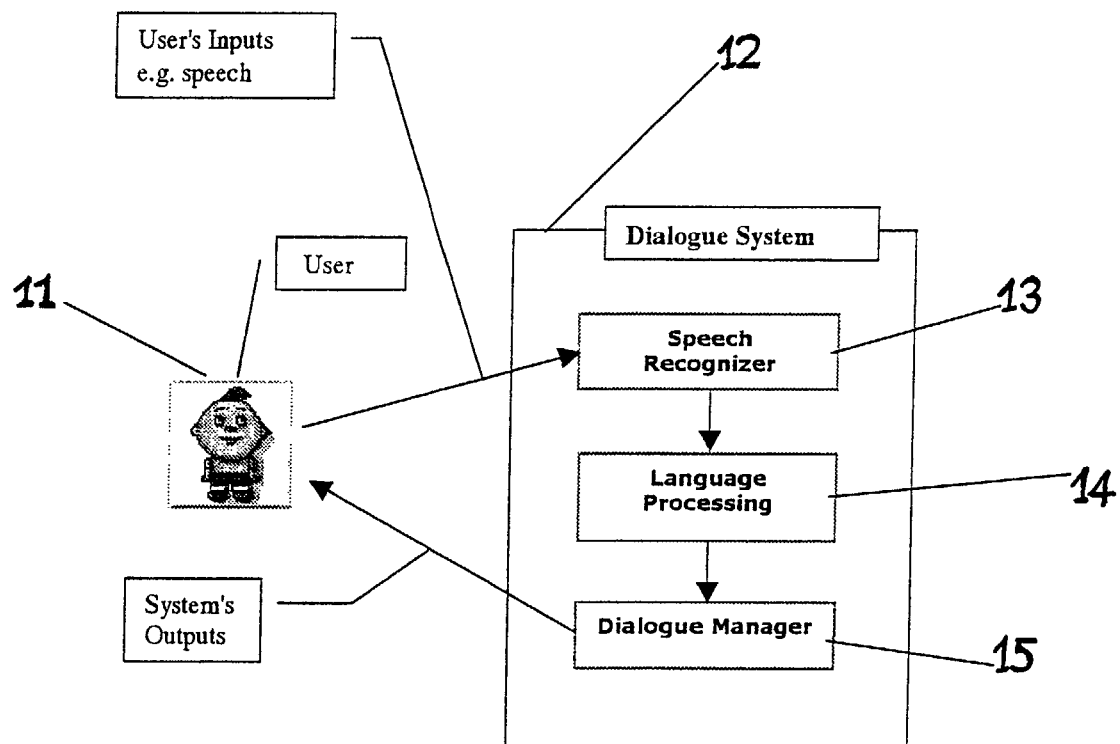 User's Inputs
e.g. speech
12
Dialogue System
User
11
13
Speech
Recognizer
Language
Processing
14
System's
Outputs
Dialogue Manager
15